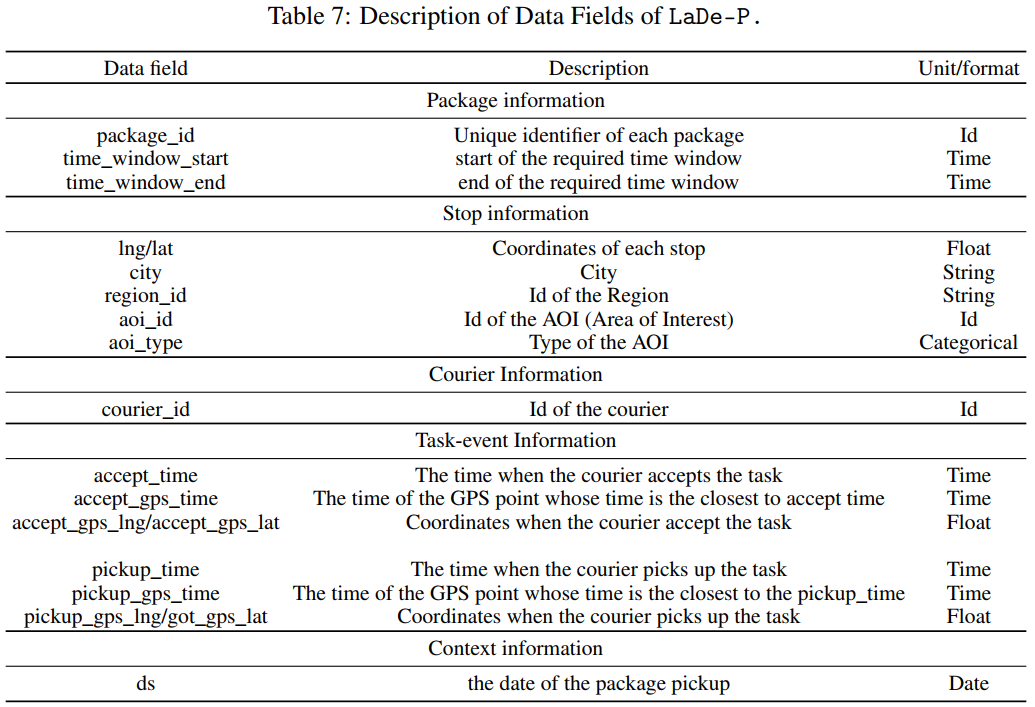 Table 7: Description of Data Fields of LaDe-P.
Data field Description Unit/format
Package information
package_id Unique identifier of each package Id
time_window_start start of the required time window Time
time_window_end end of the required time window Time
Stop information
lng/lat Coordinates of each stop Float
city City String
region_id Id of the Region String
aoi_id Id of the AOI (Area of Interest) Id
aoi_type Type of the AOI Categorical
Courier Information
courier_id Id of the courier Id
Task-event Information
accept_time The time when the courier accepts the task Time
accept_gps_time The time of the GPS point whose time is the closest to accept time Time
accept_gps_lng/accept_gps_lat Coordinates when the courier accept the task Float
pickup_time The time when the courier picks up the task Time
pickup_gps_time The time of the GPS point whose time is the closest to the pickup_time Time
pickup_gps_lng/got_gps_lat Coordinates when the courier picks up the task Float
Context information
ds the date of the package pickup Date